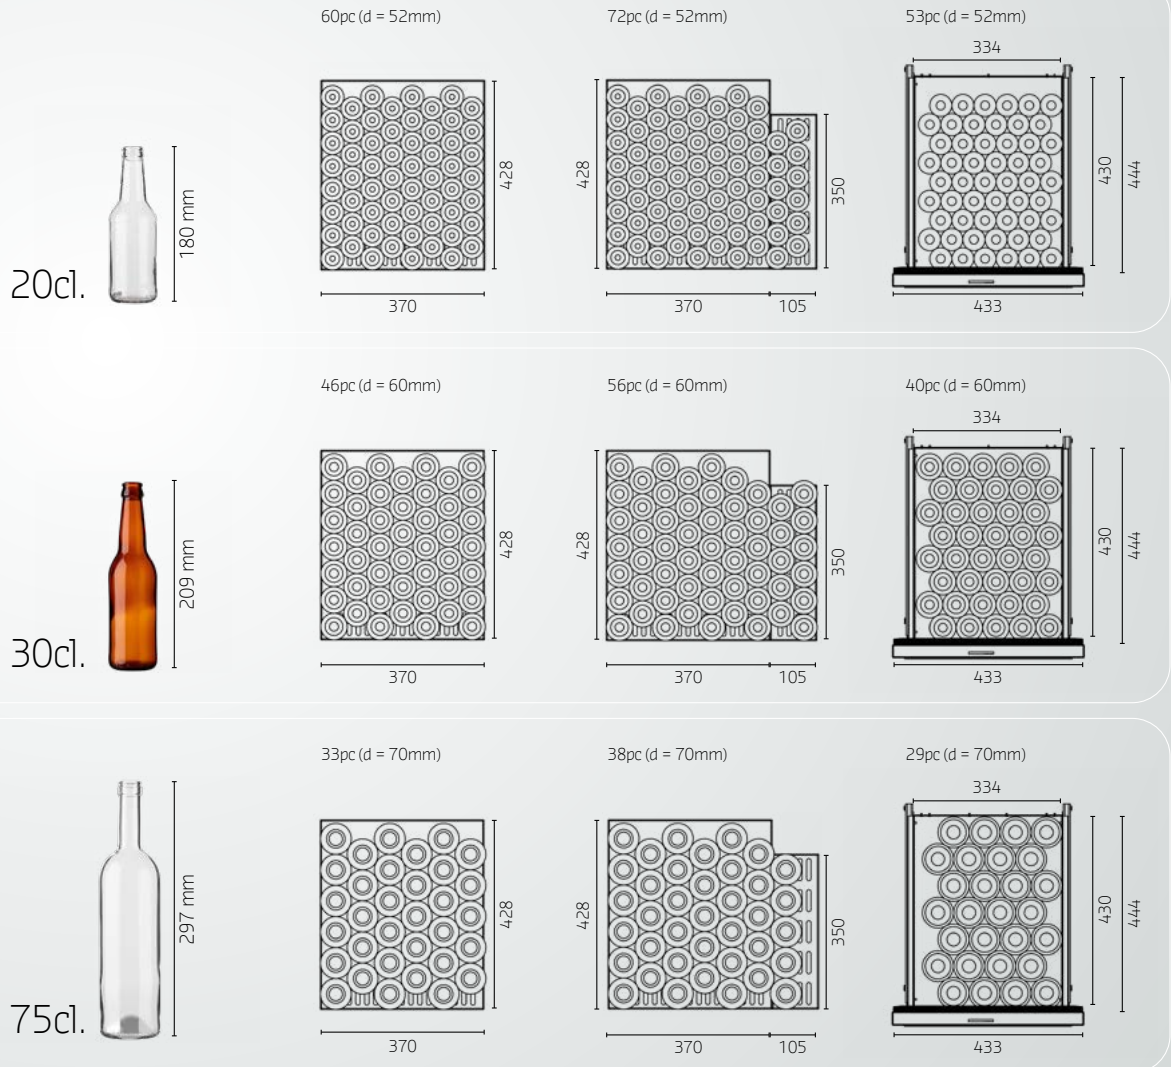 60pc (d = 52mm)
72pc (d = 52mm)
53pc (d = 52mm)
334
180 mm
428
428
350
430
444
20cl.
370
370
105
433
46pc (d = 60mm)
56pc (d = 60mm)
40pc (d = 60mm)
334
209 mm
428
428
350
430
444
30cl.
370
370
105
433
33pc (d = 70mm)
38pc (d = 70mm)
29pc (d = 70mm)
334
297 mm
428
428
350
430
444
75cl.
370
370
105
433